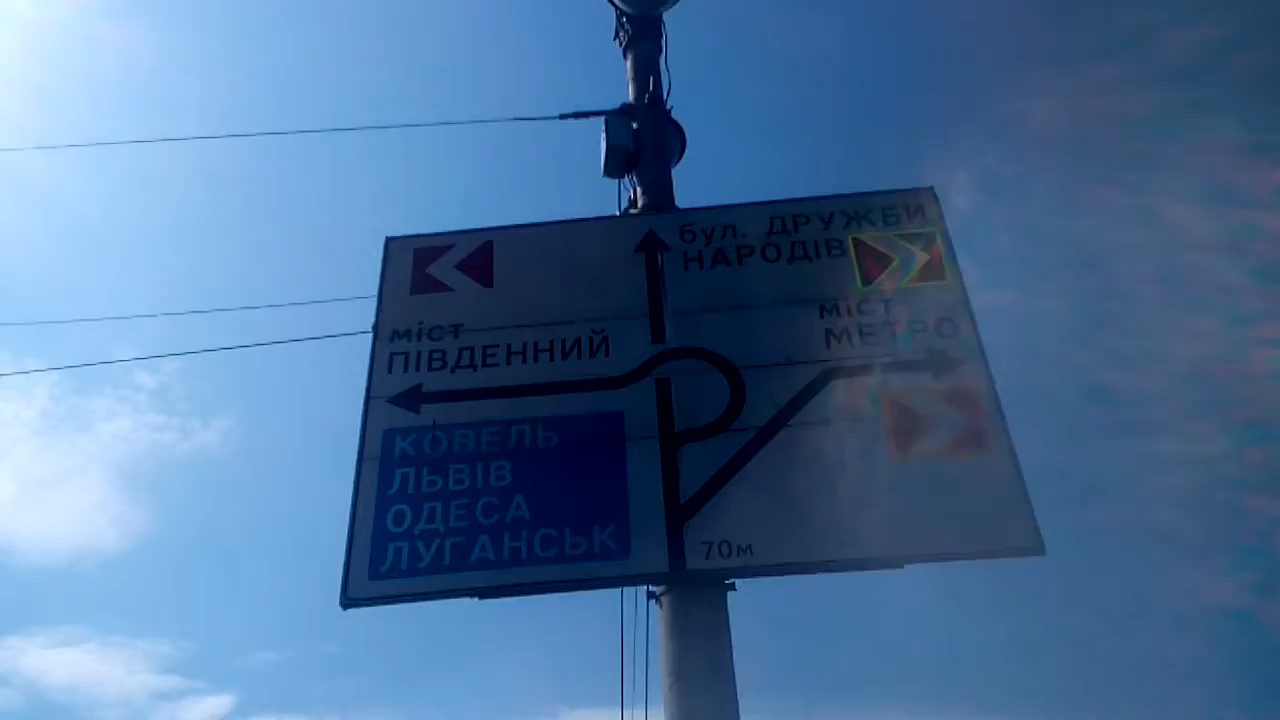 бул. ДРУЖБИ
НАРОДІВ
міст
ПІВДЕННИЙ
міст
МЕТРО
КОВЕЛЬ
ЛЬВІВ
ОДЕСА
ЛУГАНСЬК
70м